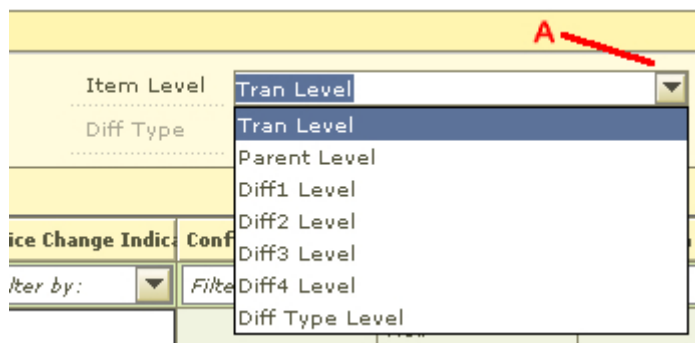 A
Item Level Tran Level
Diff Type Tran Level
Parent Level
Diff1 Level
Diff2 Level
ice Change Indica Conf
Diff3 Level
lter by: Filte
Diff4 Level
Diff Type Level